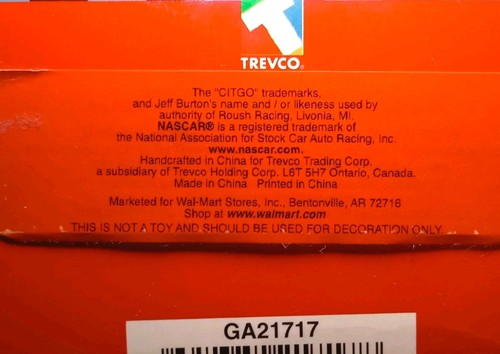 TREVCO®
The "CITGO" trademarks,
and Jeff Burton's name and / or likeness used by
authority of Roush Racing, Livonia, MI.
NASCAR® is a registered trademark of
the National Association for Stock Car Auto Racing, Inc.
www.nascar.com.
Handcrafted in China for Trevco Trading Corp.
a subsidiary of Trevco Holding Corp. L6T 5H7 Ontario, Canada.
Made in China Printed in China
Marketed for Wal-Mart Stores, Inc., Bentonville, AR 72716
Shop at www.walmart.com
THIS IS NOT A TOY AND SHOULD BE USED FOR DECORATION ONLY.
GA21717